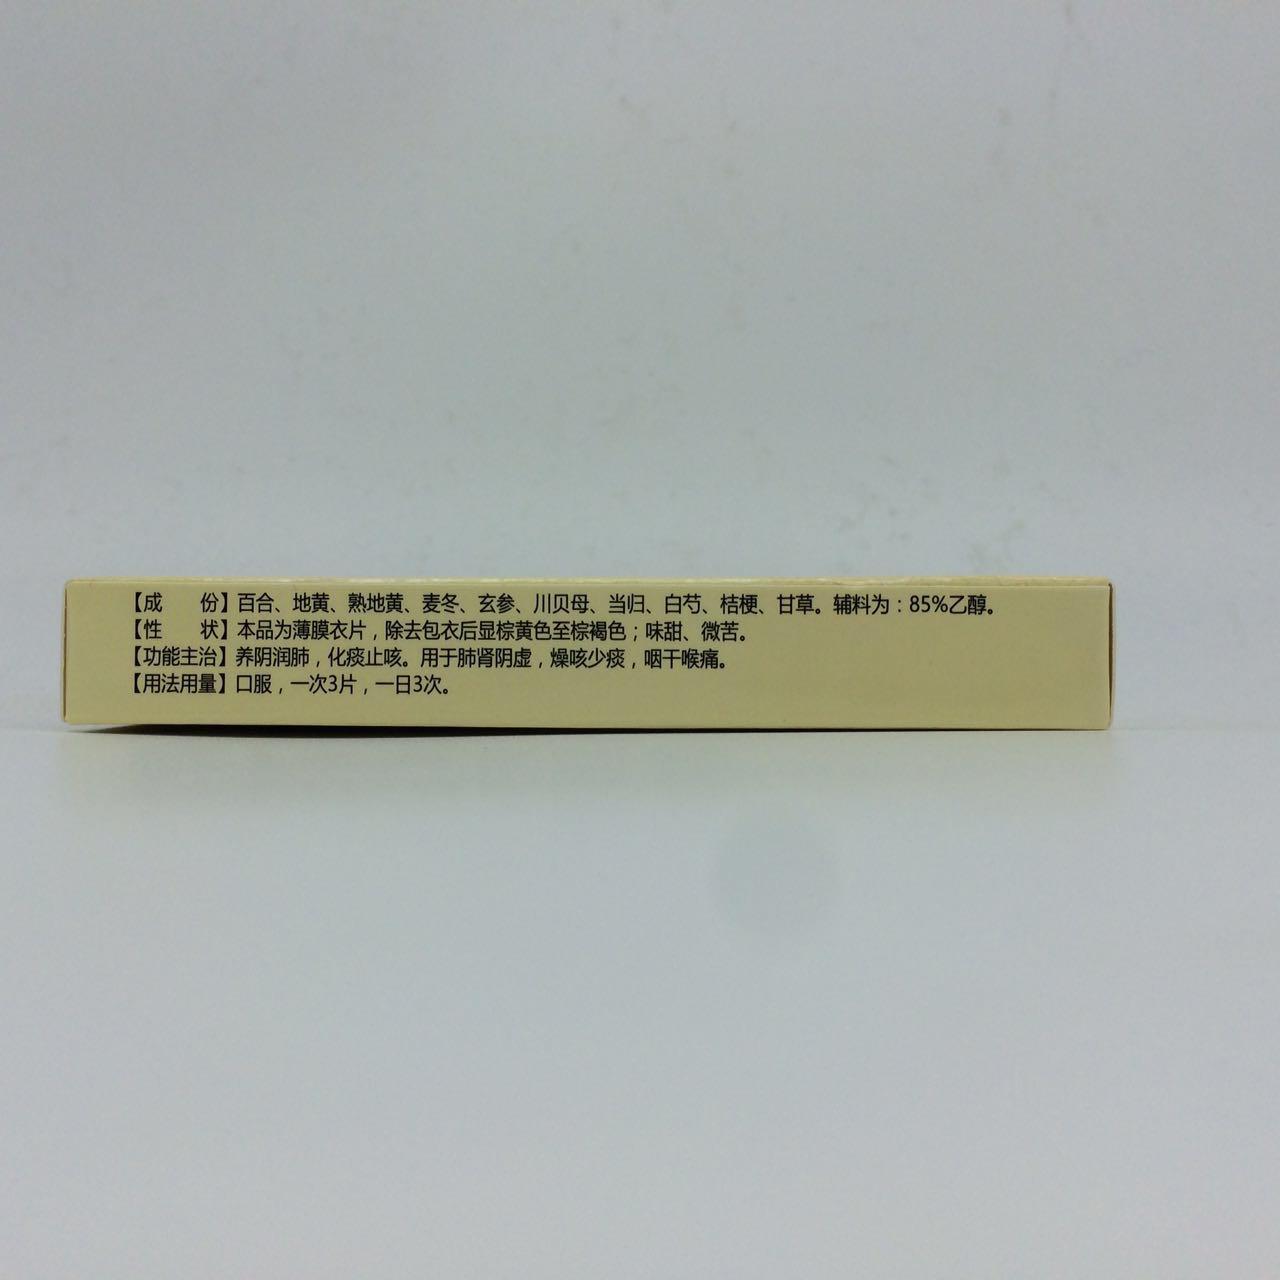 【成　　份】百合、地黄、熟地黄、麦冬、玄参、川贝母、当归、白芍、桔梗、甘草。辅料为：85%乙醇。
【性　　状】本品为薄膜衣片，除去包衣后显棕黄色至棕褐色；味甜、微苦。
【功能主治】养阴润肺，化痰止咳。用于肺肾阴虚，燥咳少痰，咽干喉痛。
【用法用量】口服，一次3片，一日3次。